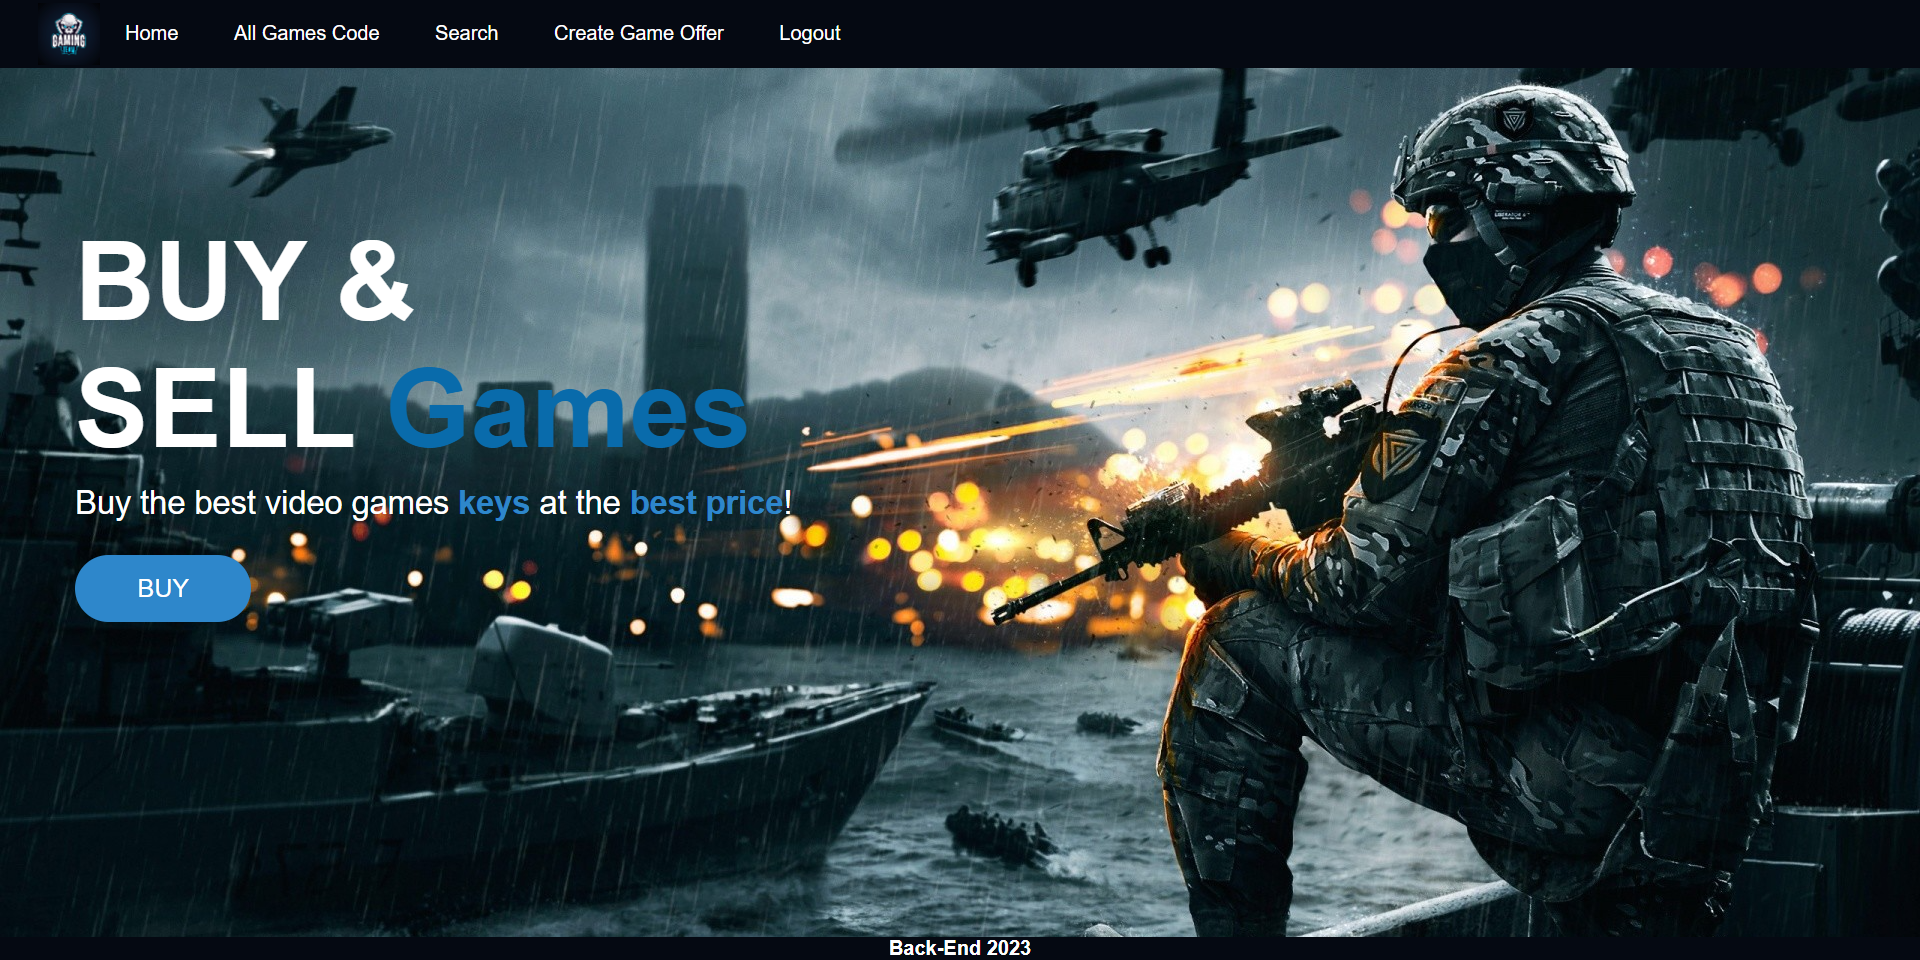 GAMING
Home
All Games Code
Search
Create Game Offer
Logout
BUY &
SELL Games
Buy the best video games keys at the best price!
BUY
Back-End 2023